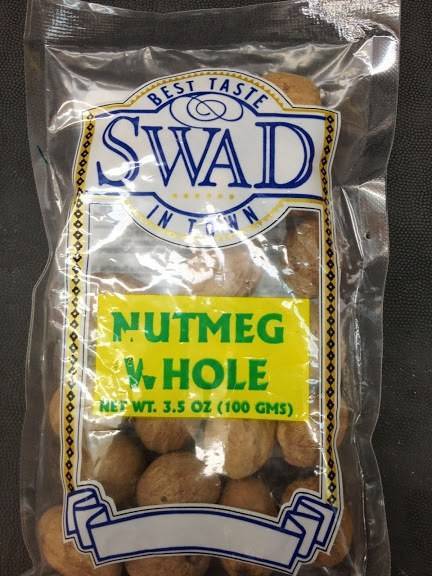 BEST TASTE
SWAD
IN TOWN
NUTMEG
WHOLE
NET WT. 3.5 OZ (100 GMS)